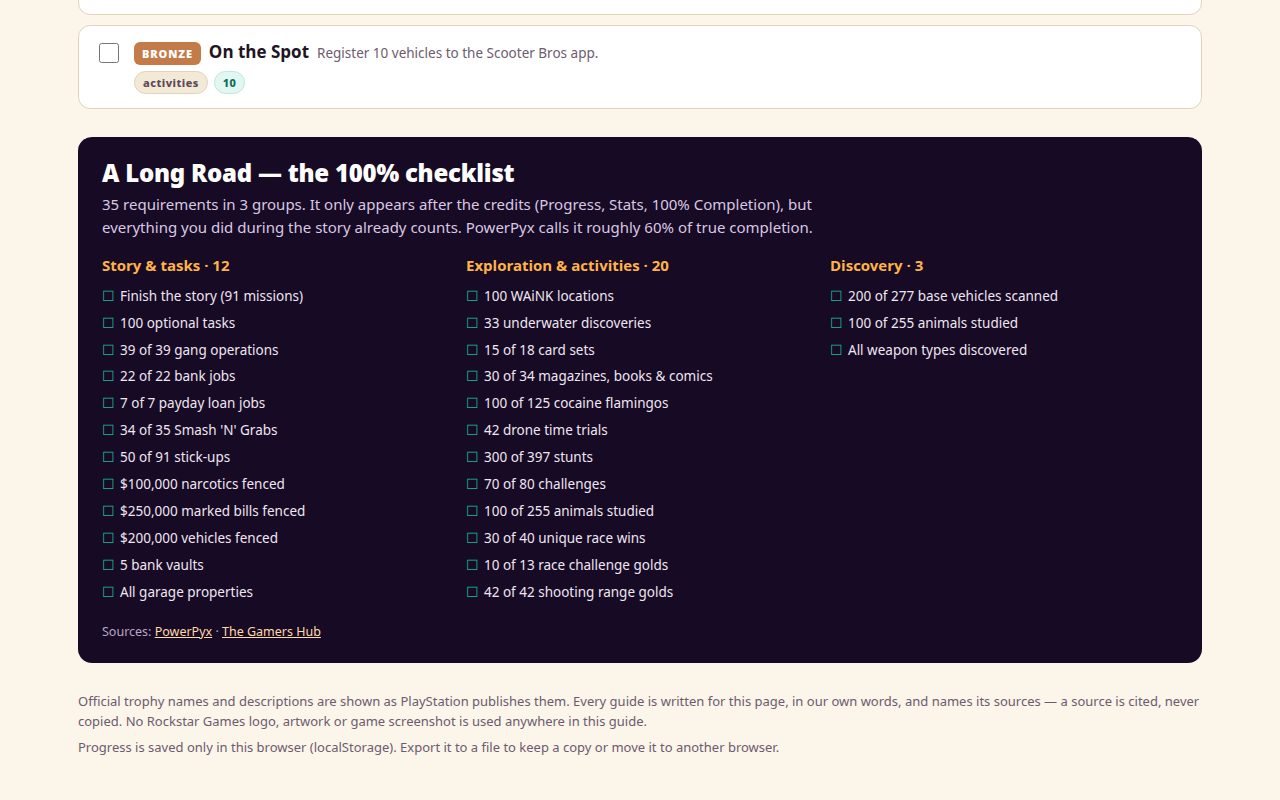 BRONZE On the Spot Register 10 vehicles to the Scooter Bros app.
activities 10
A Long Road — the 100% checklist
35 requirements in 3 groups. It only appears after the credits (Progress, Stats, 100% Completion), but
everything you did during the story already counts. PowerPyx calls it roughly 60% of true completion.
Story & tasks · 12
☐ Finish the story (91 missions)
☐ 100 optional tasks
☐ 39 of 39 gang operations
☐ 22 of 22 bank jobs
☐ 7 of 7 payday loan jobs
☐ 34 of 35 Smash 'N' Grabs
☐ 50 of 91 stick-ups
☐ $100,000 narcotics fenced
☐ $250,000 marked bills fenced
☐ $200,000 vehicles fenced
☐ 5 bank vaults
☐ All garage properties
Exploration & activities · 20
☐ 100 WAiNK locations
☐ 33 underwater discoveries
☐ 15 of 18 card sets
☐ 30 of 34 magazines, books & comics
☐ 100 of 125 cocaine flamingos
☐ 42 drone time trials
☐ 300 of 397 stunts
☐ 70 of 80 challenges
☐ 100 of 255 animals studied
☐ 30 of 40 unique race wins
☐ 10 of 13 race challenge golds
☐ 42 of 42 shooting range golds
Discovery · 3
☐ 200 of 277 base vehicles scanned
☐ 100 of 255 animals studied
☐ All weapon types discovered
Sources: PowerPyx · The Gamers Hub
Official trophy names and descriptions are shown as PlayStation publishes them. Every guide is written for this page, in our own words, and names its sources — a source is cited, never
copied. No Rockstar Games logo, artwork or game screenshot is used anywhere in this guide.
Progress is saved only in this browser (localStorage). Export it to a file to keep a copy or move it to another browser.